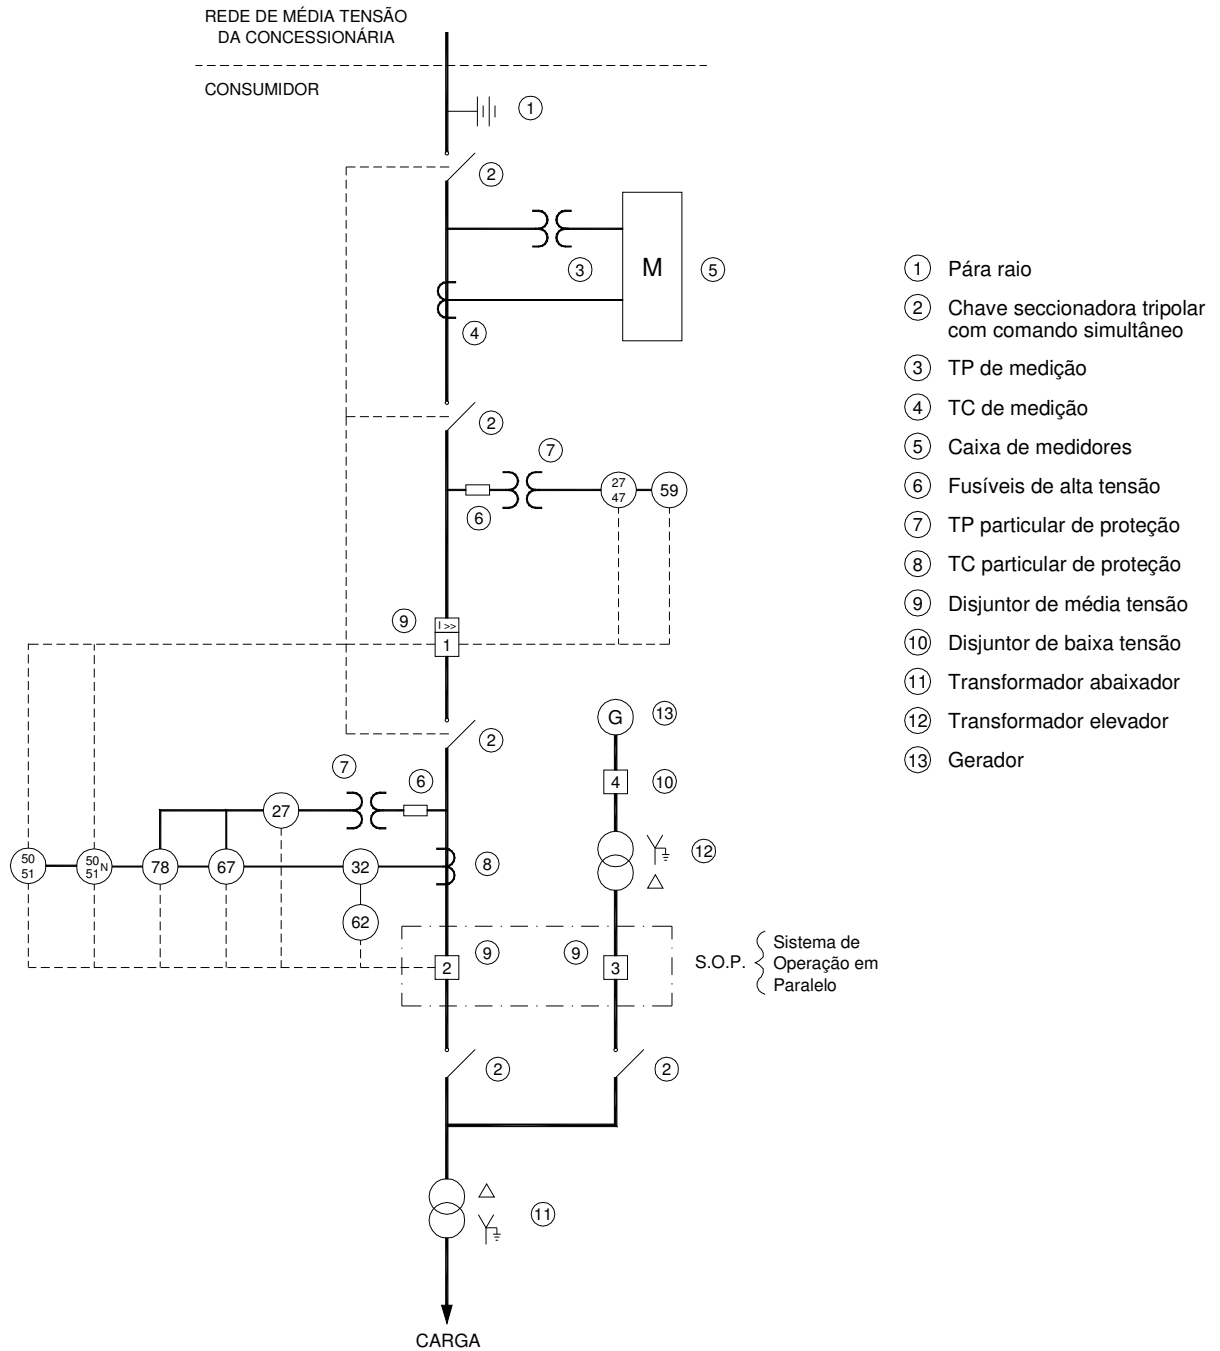 REDE DE MÉDIA TENSÃO
DA CONCESSIONÁRIA
CONSUMIDOR
1
2
3
M
5
4
2
7
6
27
47
59
9
I >>
1
2
G
13
4
10
12
7
6
27
50
51
50
51 N
78
67
32
8
62
9
2
9
3
S.O.P.
Sistema de
Operação em
Paralelo
2
2
11
CARGA
1 Pára raio
2 Chave seccionadora tripolar
com comando simultâneo
3 TP de medição
4 TC de medição
5 Caixa de medidores
6 Fusíveis de alta tensão
7 TP particular de proteção
8 TC particular de proteção
9 Disjuntor de média tensão
10 Disjuntor de baixa tensão
11 Transformador abaixador
12 Transformador elevador
13 Gerador